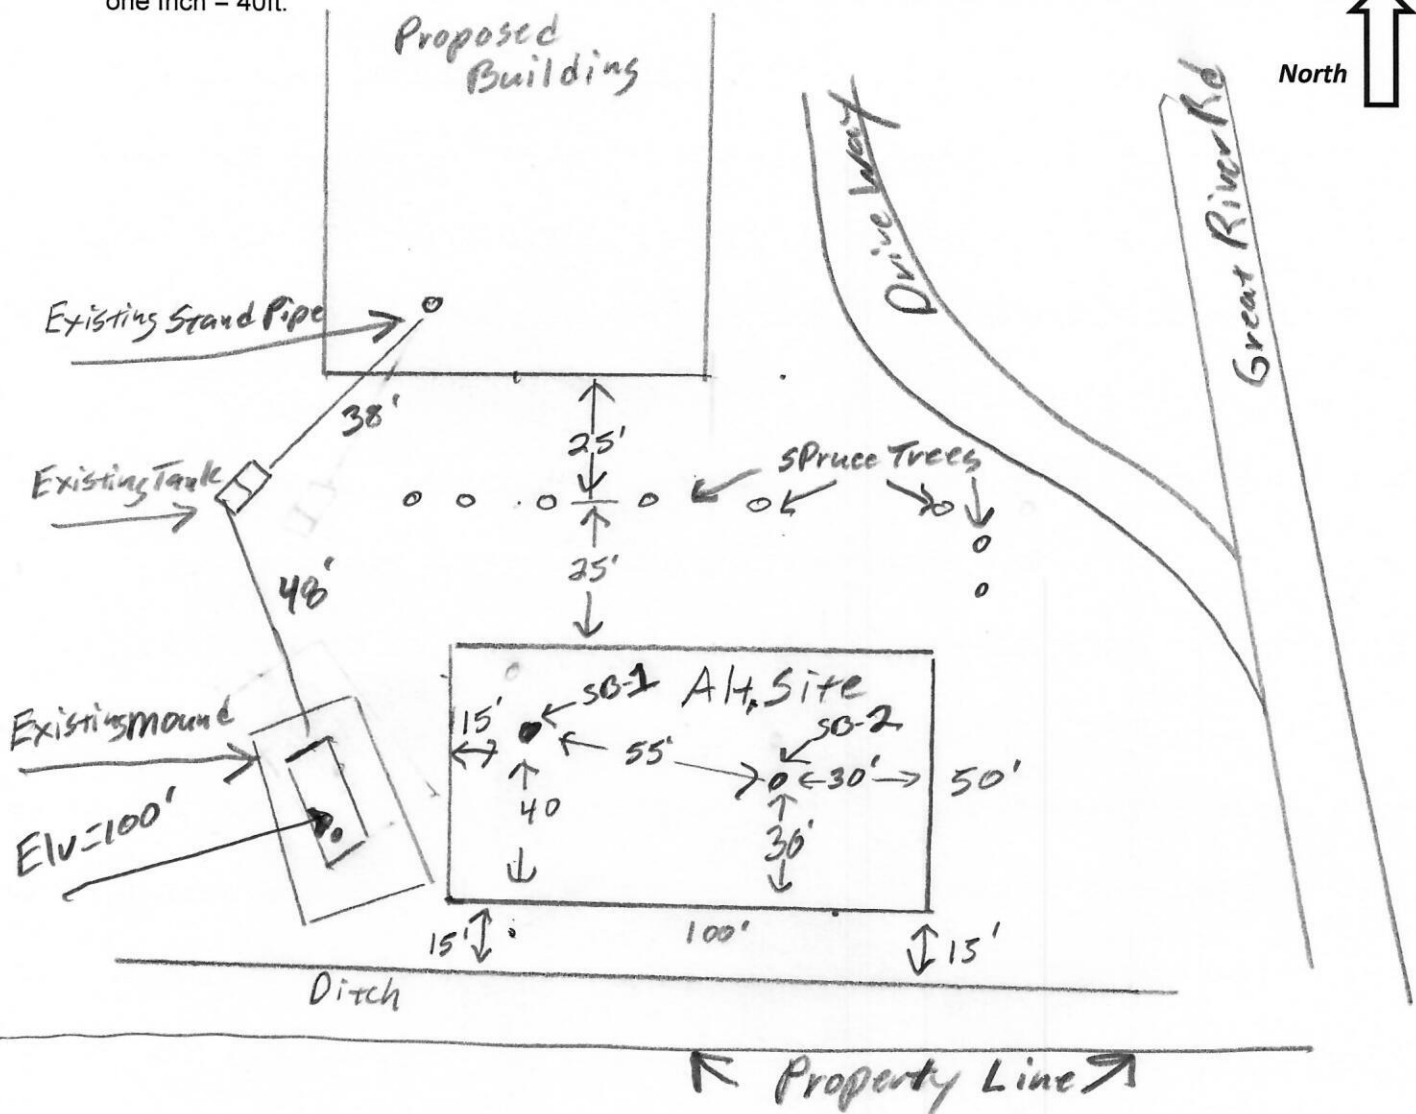 one inch = 40ft.
North
Proposed
Building
Drive Way
Great River Rd
Existing Stand Pipe
38'
25'
Existing Tank
Spruce Trees
48'
25'
Existing mound
SB-1
Alt. Site
15'
SB-2
55'
30'
50'
40
30'
Elv=100'
15'
100'
15'
Ditch
Property Line